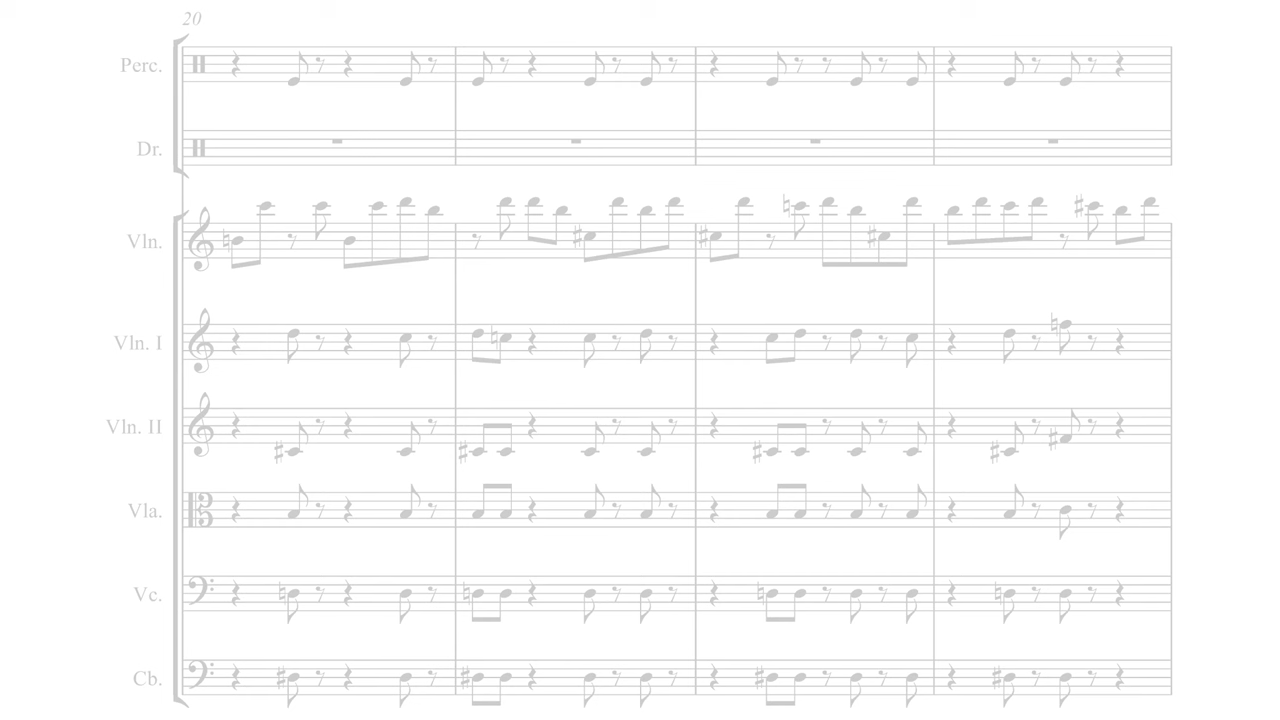 20
Perc.
Dr.
Vln.
Vln. I
Vln. II
Vla.
Vc.
Cb.